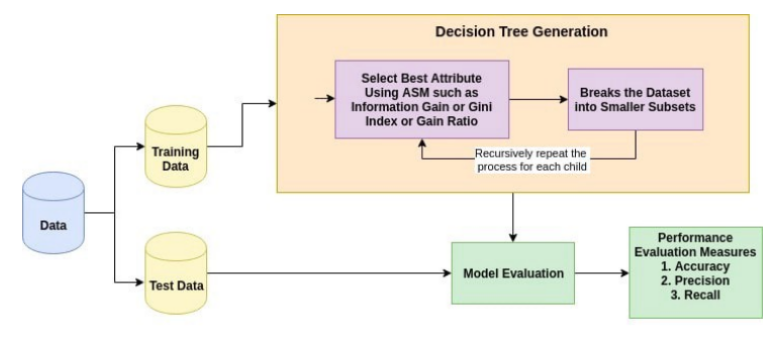 Decision Tree Generation
Select Best Attribute
Using ASM such as
Information Gain or Gini
Index or Gain Ratio
Breaks the Dataset
into Smaller Subsets
Recursively repeat the
process for each child
Training
Data
Data
Test Data
Model Evaluation
Performance
Evaluation Measures
1. Accuracy
2. Precision
3. Recall